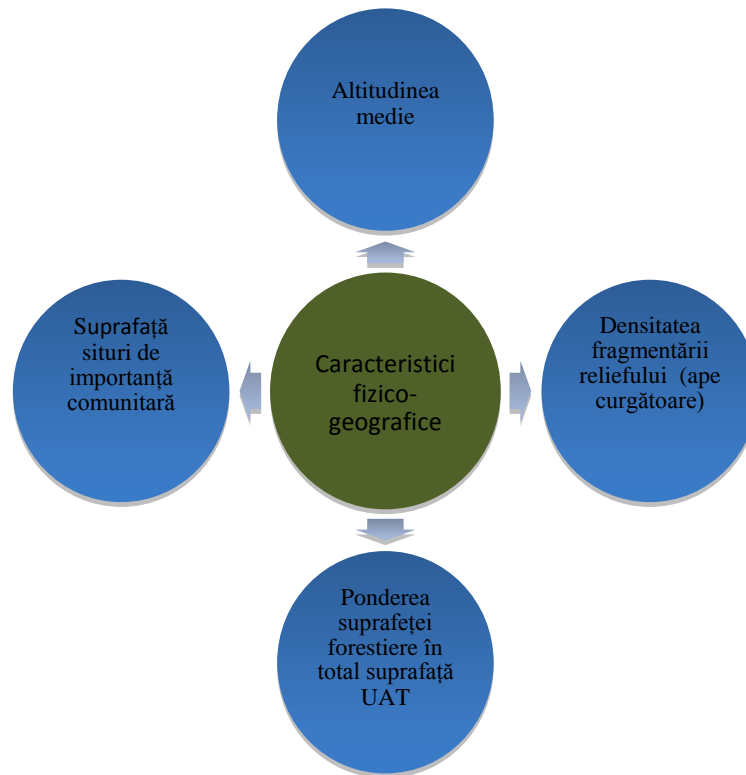 Altitudinea
medie
Suprafață
situri de
importanță
comunitară
Caracteristici
fizico-
geografice
Densitatea
fragmentării
reliefului (ape
curgătoare)
Ponderea
suprafeței
forestiere în
total suprafață
UAT